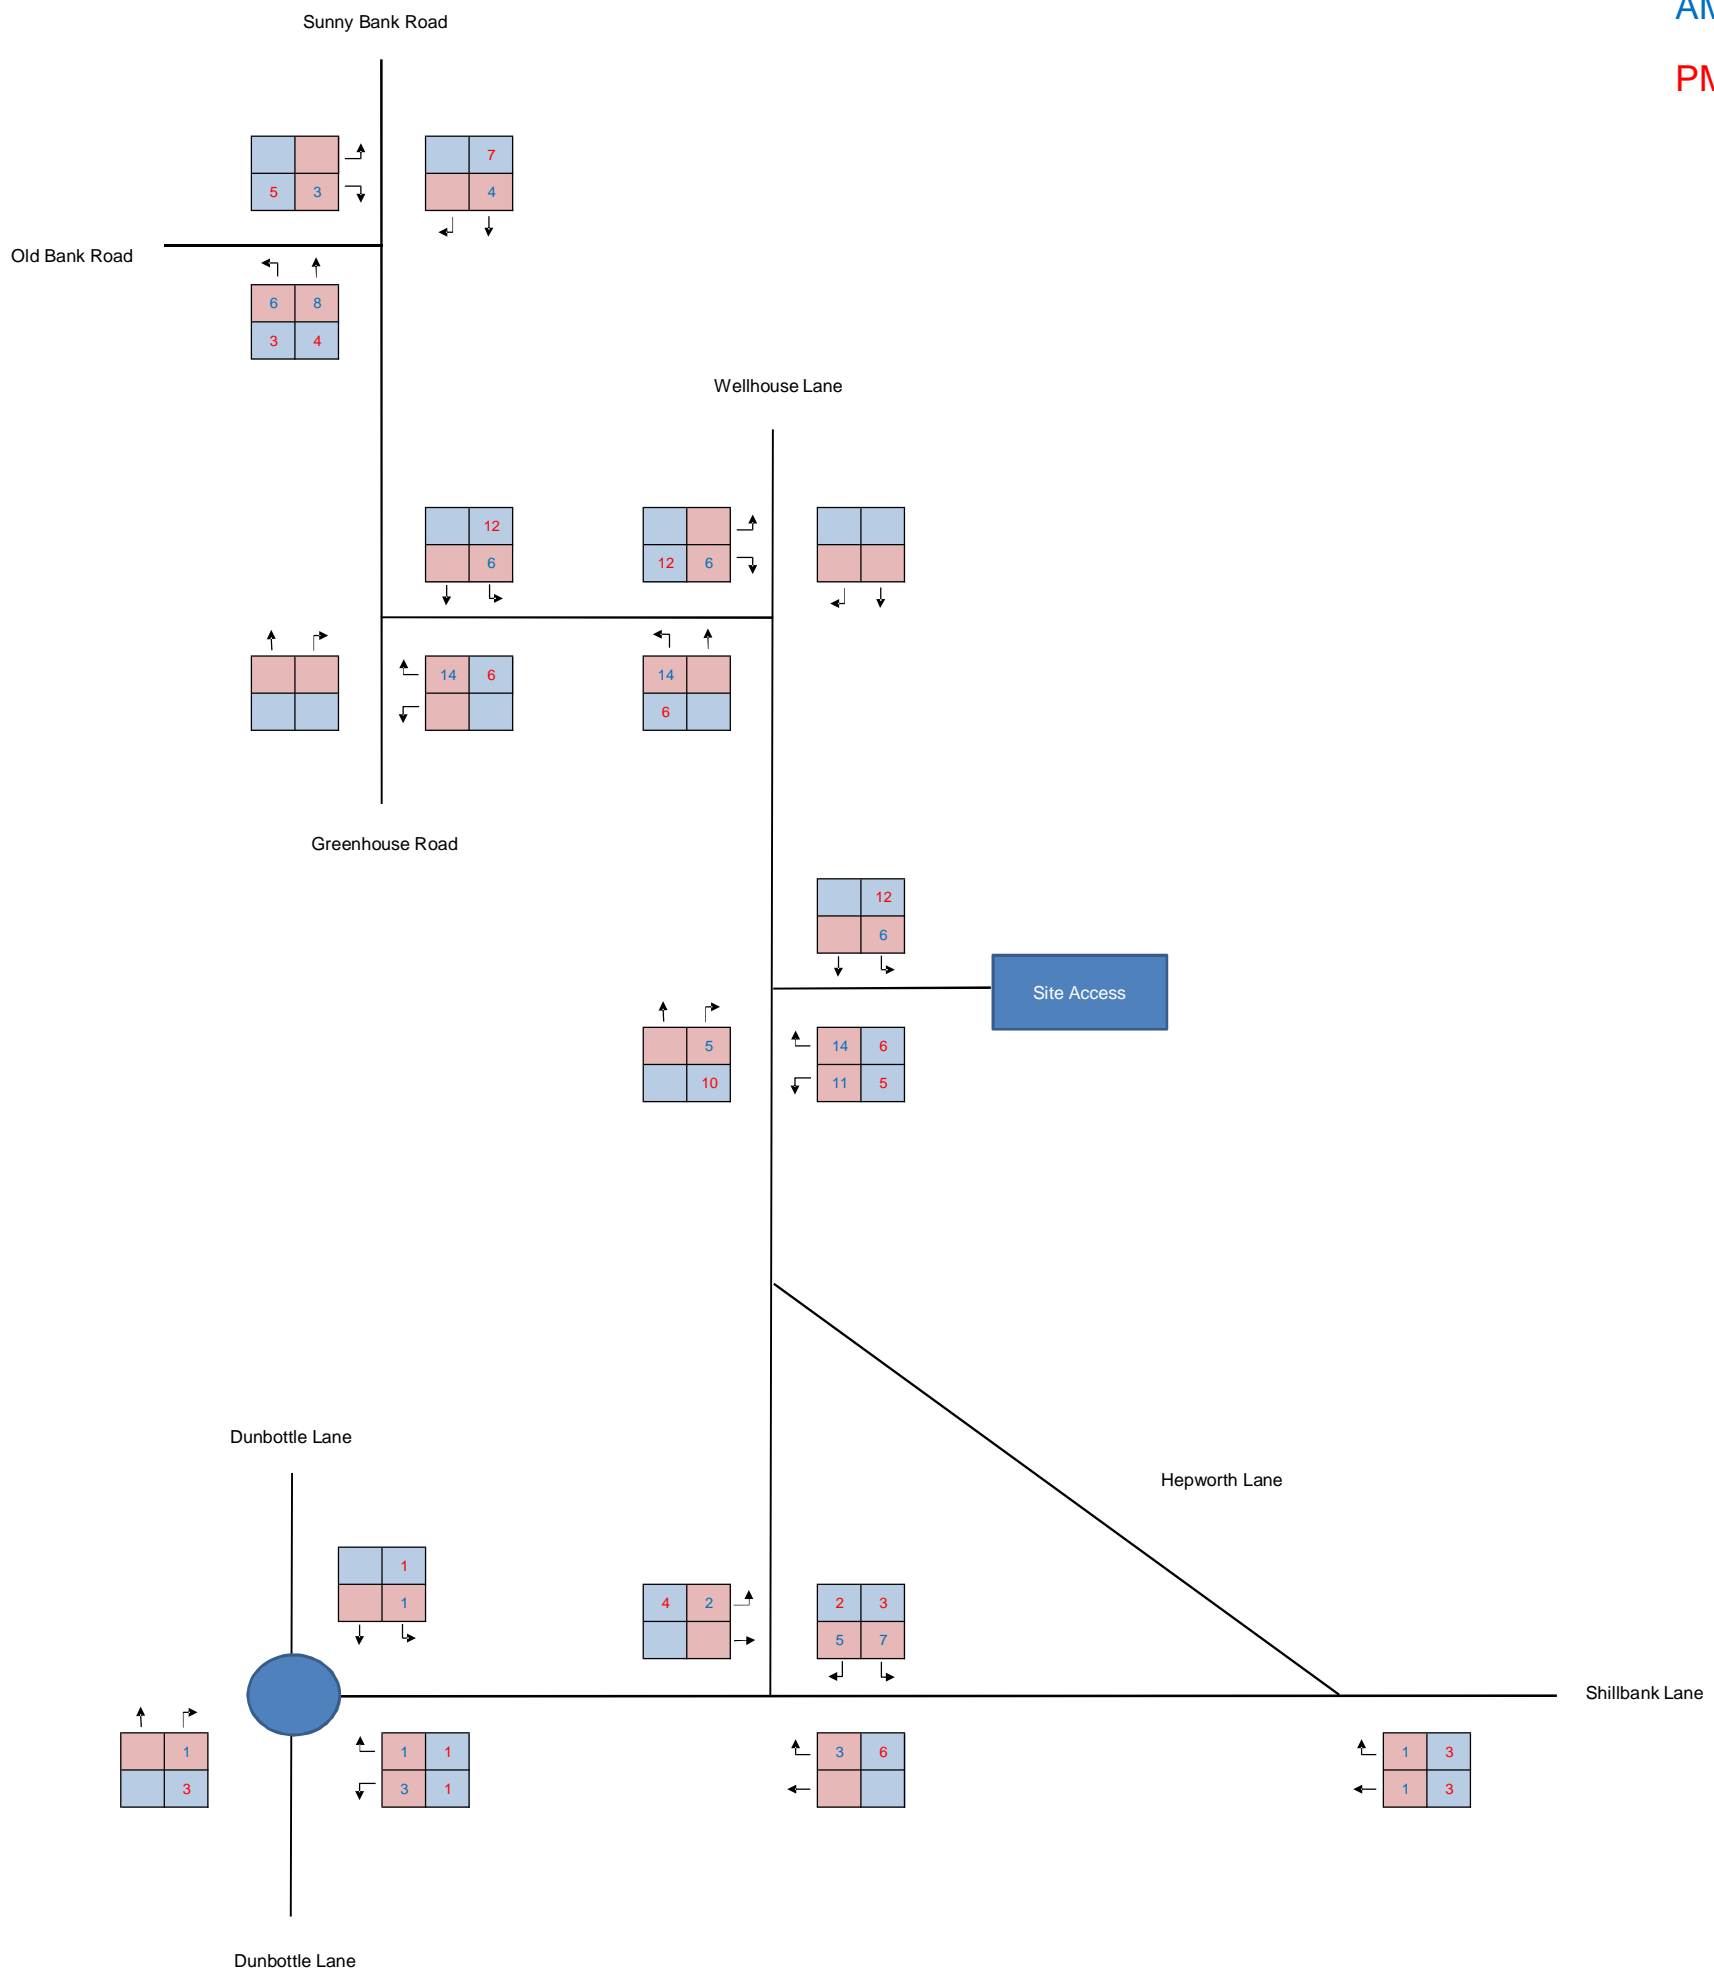 AM
PM
Sunny Bank Road
7
5 3
4
Old Bank Road
6 8
3 4
Wellhouse Lane
12
6
12 6
14 6
14
6
Greenhouse Road
12
6
Site Access
5
10
14 6
11 5
Dunbottle Lane
Hepworth Lane
1
1
4 2
2 3
5 7
Shillbank Lane
1
3
1 1
3 1
3 6
1 3
1 3
Dunbottle Lane